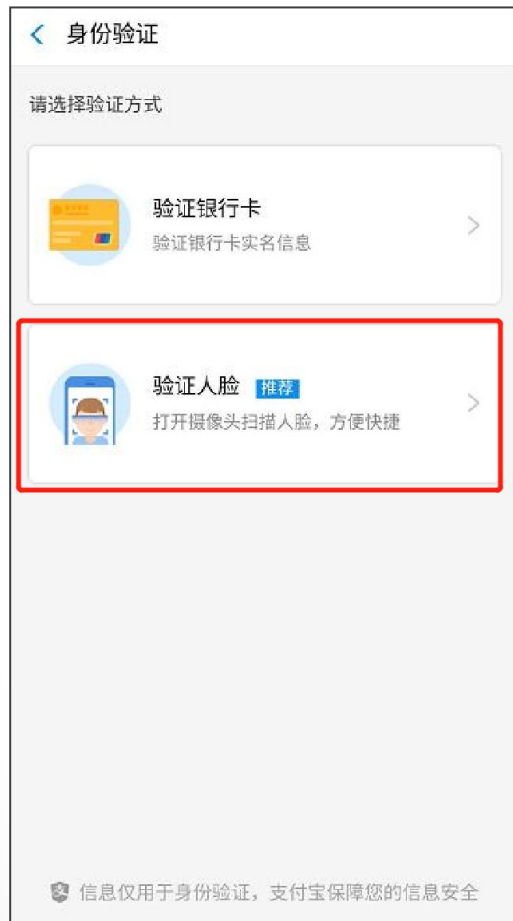 身份验证
请选择验证方式
验证银行卡
验证银行卡实名信息
验证人脸 推荐
打开摄像头扫描人脸，方便快捷
信息仅用于身份验证，支付宝保障您的信息安全